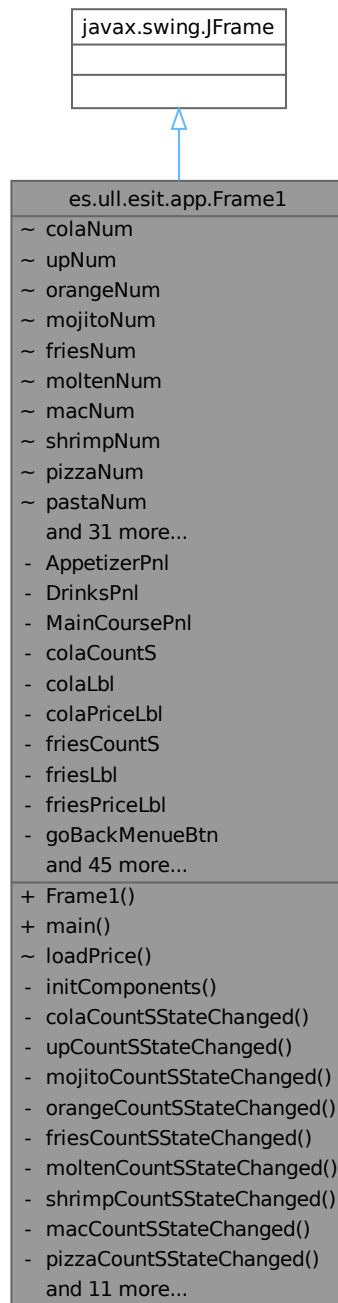 javax.swing.JFrame
es.ull.esit.app.Frame1
~ colaNum
~ upNum
~ orangeNum
~ mojitoNum
~ friesNum
~ moltenNum
~ macNum
~ shrimpNum
~ pizzaNum
~ pastaNum
and 31 more...
- AppetizerPnl
- DrinksPnl
- MainCoursePnl
- colaCountS
- colaLbl
- colaPriceLbl
- friesCountS
- friesLbl
- friesPriceLbl
- goBackMenueBtn
and 45 more...
+ Frame1()
+ main()
~ loadPrice()
- initComponents()
- colaCountSStateChanged()
- upCountSStateChanged()
- mojitoCountSStateChanged()
- orangeCountSStateChanged()
- friesCountSStateChanged()
- moltenCountSStateChanged()
- shrimpCountSStateChanged()
- macCountSStateChanged()
- pizzaCountSStateChanged()
and 11 more...